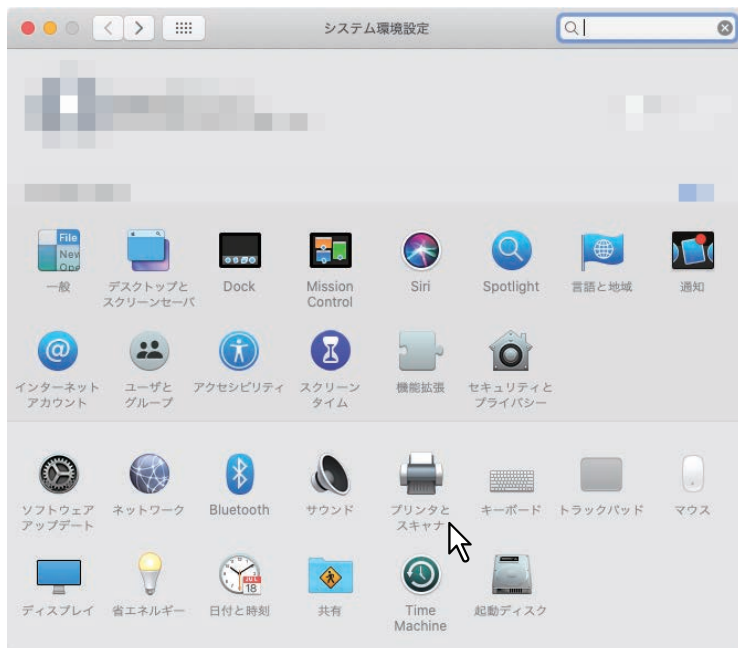 システム環境設定
File
New
Ope
一般
デスクトップと
スクリーンセーバ
Dock
Mission
Control
Siri
Spotlight
言語と地域
通知
インターネット
アカウント
ユーザと
グループ
アクセシビリティ
スクリーン
タイム
機能拡張
セキュリティと
プライバシー
ソフトウェア
アップデート
ネットワーク
Bluetooth
サウンド
プリンタと
スキャナ
キーボード
トラックパッド
マウス
ディスプレイ
省エネルギー
JUL
18
日付と時刻
共有
Time
Machine
起動ディスク